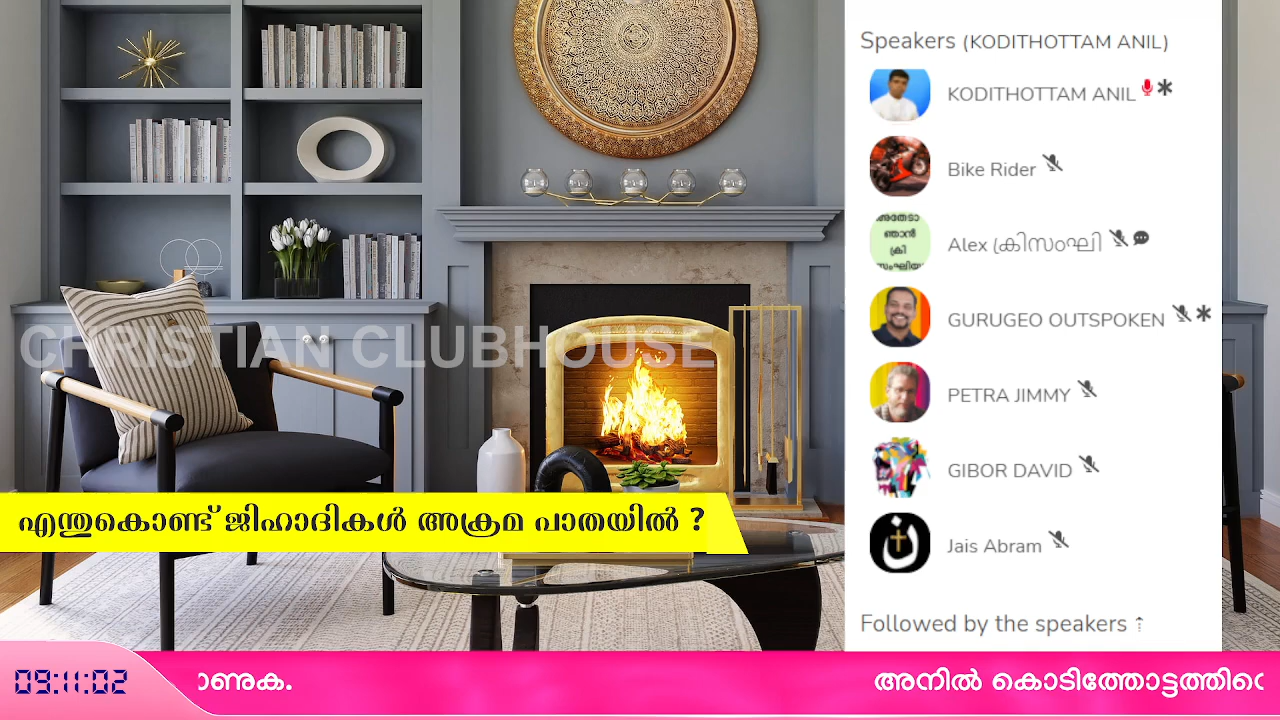 Speakers (KODITHOTTAM ANIL)
KODITHOTTAM ANIL
Bike Rider
അതേടാ
ഞാൻ
ക്രി
Alex ക്രിസംഘി
GURUGEO OUTSPOKEN
PETRA JIMMY
GIBOR DAVID
Jais Abram
Followed by the speakers
CHRISTIAN CLUBHOUSE
എന്തുകൊണ്ട് ജിഹാദികൾ അക്രമ പാതയിൽ ?
09:11:02
ാണുക. അനിൽ കൊടിത്തോട്ടത്തിറെ